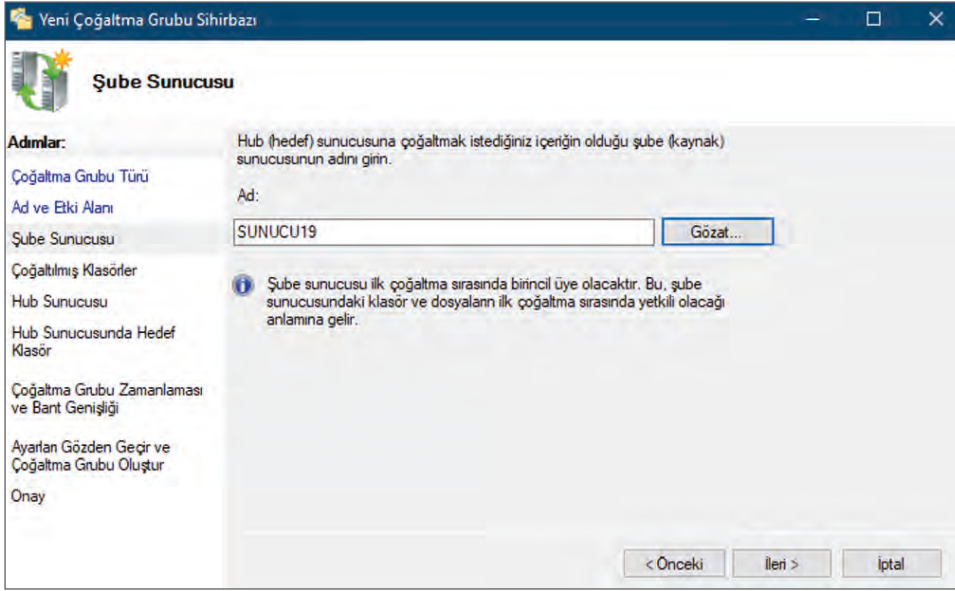 Yeni Çoğaltma Grubu Sihirbazı
Şube Sunucusu
Adımlar:
Çoğaltma Grubu Türü
Ad ve Etki Alanı
Şube Sunucusu
Çoğaltılmış Klasörler
Hub Sunucusu
Hub Sunucusunda Hedef
Klasör
Çoğaltma Grubu Zamanlaması
ve Bant Genişliği
Ayarları Gözden Geçir ve
Çoğaltma Grubu Oluştur
Onay
Hub (hedef) sunucusuna çoğaltmak istediğiniz içeriğin olduğu şube (kaynak)
sunucusunun adını girin.
Ad:
SUNUCU19
Gözat...
Şube sunucusu ilk çoğaltma sırasında birincil üye olacaktır. Bu, şube
sunucusundaki klasör ve dosyaların ilk çoğaltma sırasında yetkili olacağı
anlamına gelir.
< Önceki
İleri >
İptal